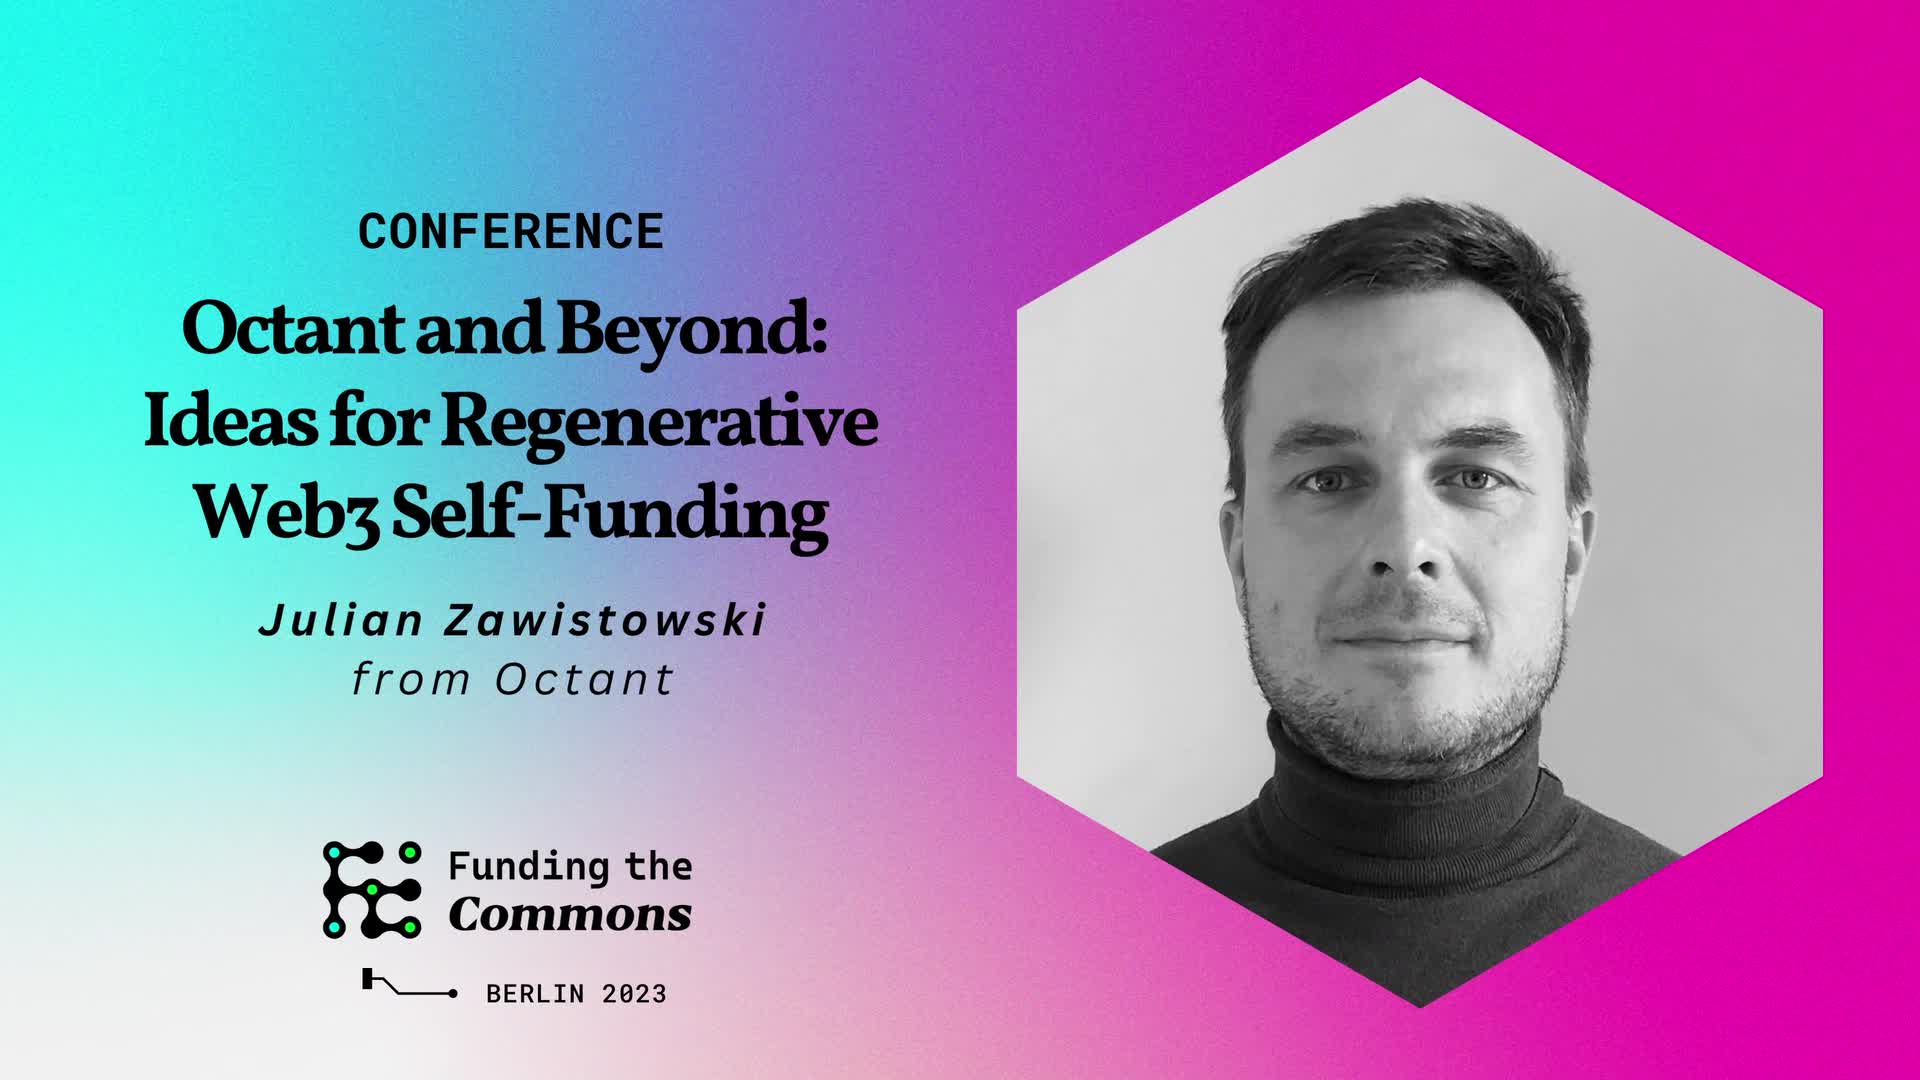 CONFERENCE
Octant and Beyond:
Ideas for Regenerative
Web3 Self-Funding
Julian Zawistowski
from Octant
Funding the
Commons
BERLIN 2023